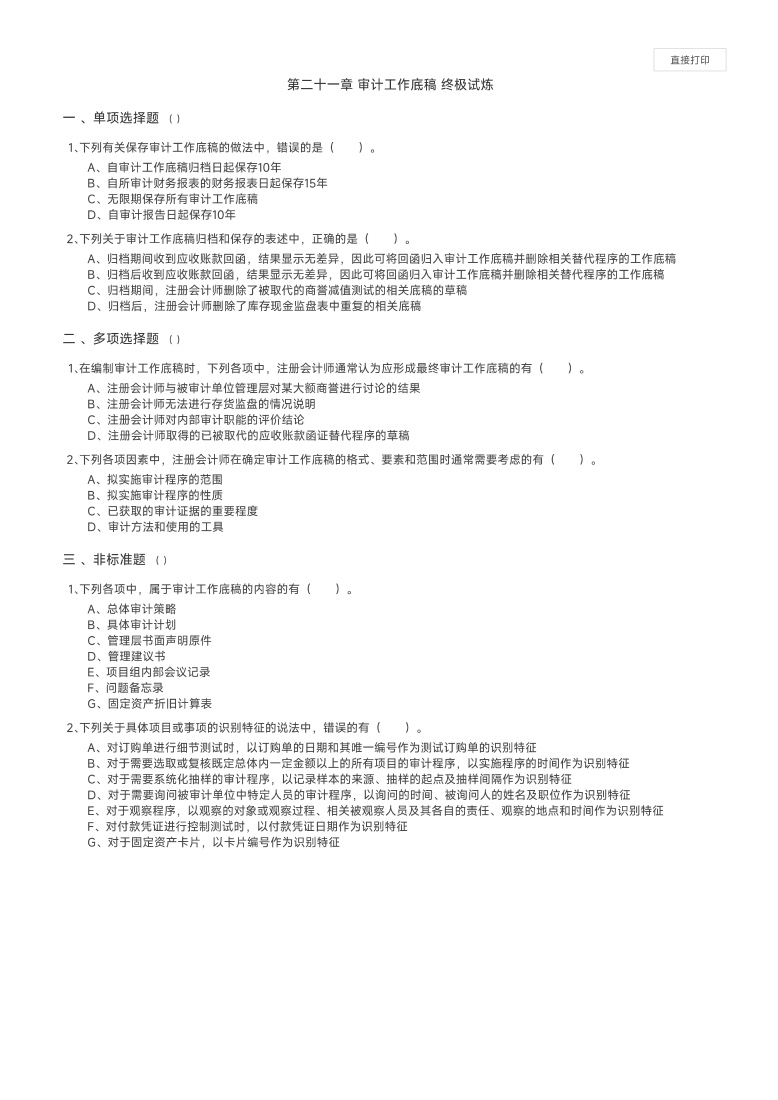 直接打印
第二十一章 审计工作底稿 终极试炼
一 、单项选择题 （ ）
1、下列有关保存审计工作底稿的做法中，错误的是（　　）。
A、自审计工作底稿归档日起保存10年
B、自所审计财务报表的财务报表日起保存15年
C、无限期保存所有审计工作底稿
D、自审计报告日起保存10年
2、下列关于审计工作底稿归档和保存的表述中，正确的是（　　）。
A、归档期间收到应收账款回函，结果显示无差异，因此可将回函归入审计工作底稿并删除相关替代程序的工作底稿
B、归档后收到应收账款回函，结果显示无差异，因此可将回函归入审计工作底稿并删除相关替代程序的工作底稿
C、归档期间，注册会计师删除了被取代的商誉减值测试的相关底稿的草稿
D、归档后，注册会计师删除了库存现金监盘表中重复的相关底稿
二 、多项选择题 （ ）
1、在编制审计工作底稿时，下列各项中，注册会计师通常认为应形成最终审计工作底稿的有（　　）。
A、注册会计师与被审计单位管理层对某大额商誉进行讨论的结果
B、注册会计师无法进行存货监盘的情况说明
C、注册会计师对内部审计职能的评价结论
D、注册会计师取得的已被取代的应收账款函证替代程序的草稿
2、下列各项因素中，注册会计师在确定审计工作底稿的格式、要素和范围时通常需要考虑的有（　　）。
A、拟实施审计程序的范围
B、拟实施审计程序的性质
C、已获取的审计证据的重要程度
D、审计方法和使用的工具
三 、非标准题 （ ）
1、下列各项中，属于审计工作底稿的内容的有（　　）。
A、总体审计策略
B、具体审计计划
C、管理层书面声明原件
D、管理建议书
E、项目组内部会议记录
F、问题备忘录
G、固定资产折旧计算表
2、下列关于具体项目或事项的识别特征的说法中，错误的有（　　）。
A、对订购单进行细节测试时，以订购单的日期和其唯一编号作为测试订购单的识别特征
B、对于需要选取或复核既定总体内一定金额以上的所有项目的审计程序，以实施程序的时间作为识别特征
C、对于需要系统化抽样的审计程序，以记录样本的来源、抽样的起点及抽样间隔作为识别特征
D、对于需要询问被审计单位中特定人员的审计程序，以询问的时间、被询问人的姓名及职位作为识别特征
E、对于观察程序，以观察的对象或观察过程、相关被观察人员及其各自的责任、观察的地点和时间作为识别特征
F、对付款凭证进行控制测试时，以付款凭证日期作为识别特征
G、对于固定资产卡片，以卡片编号作为识别特征